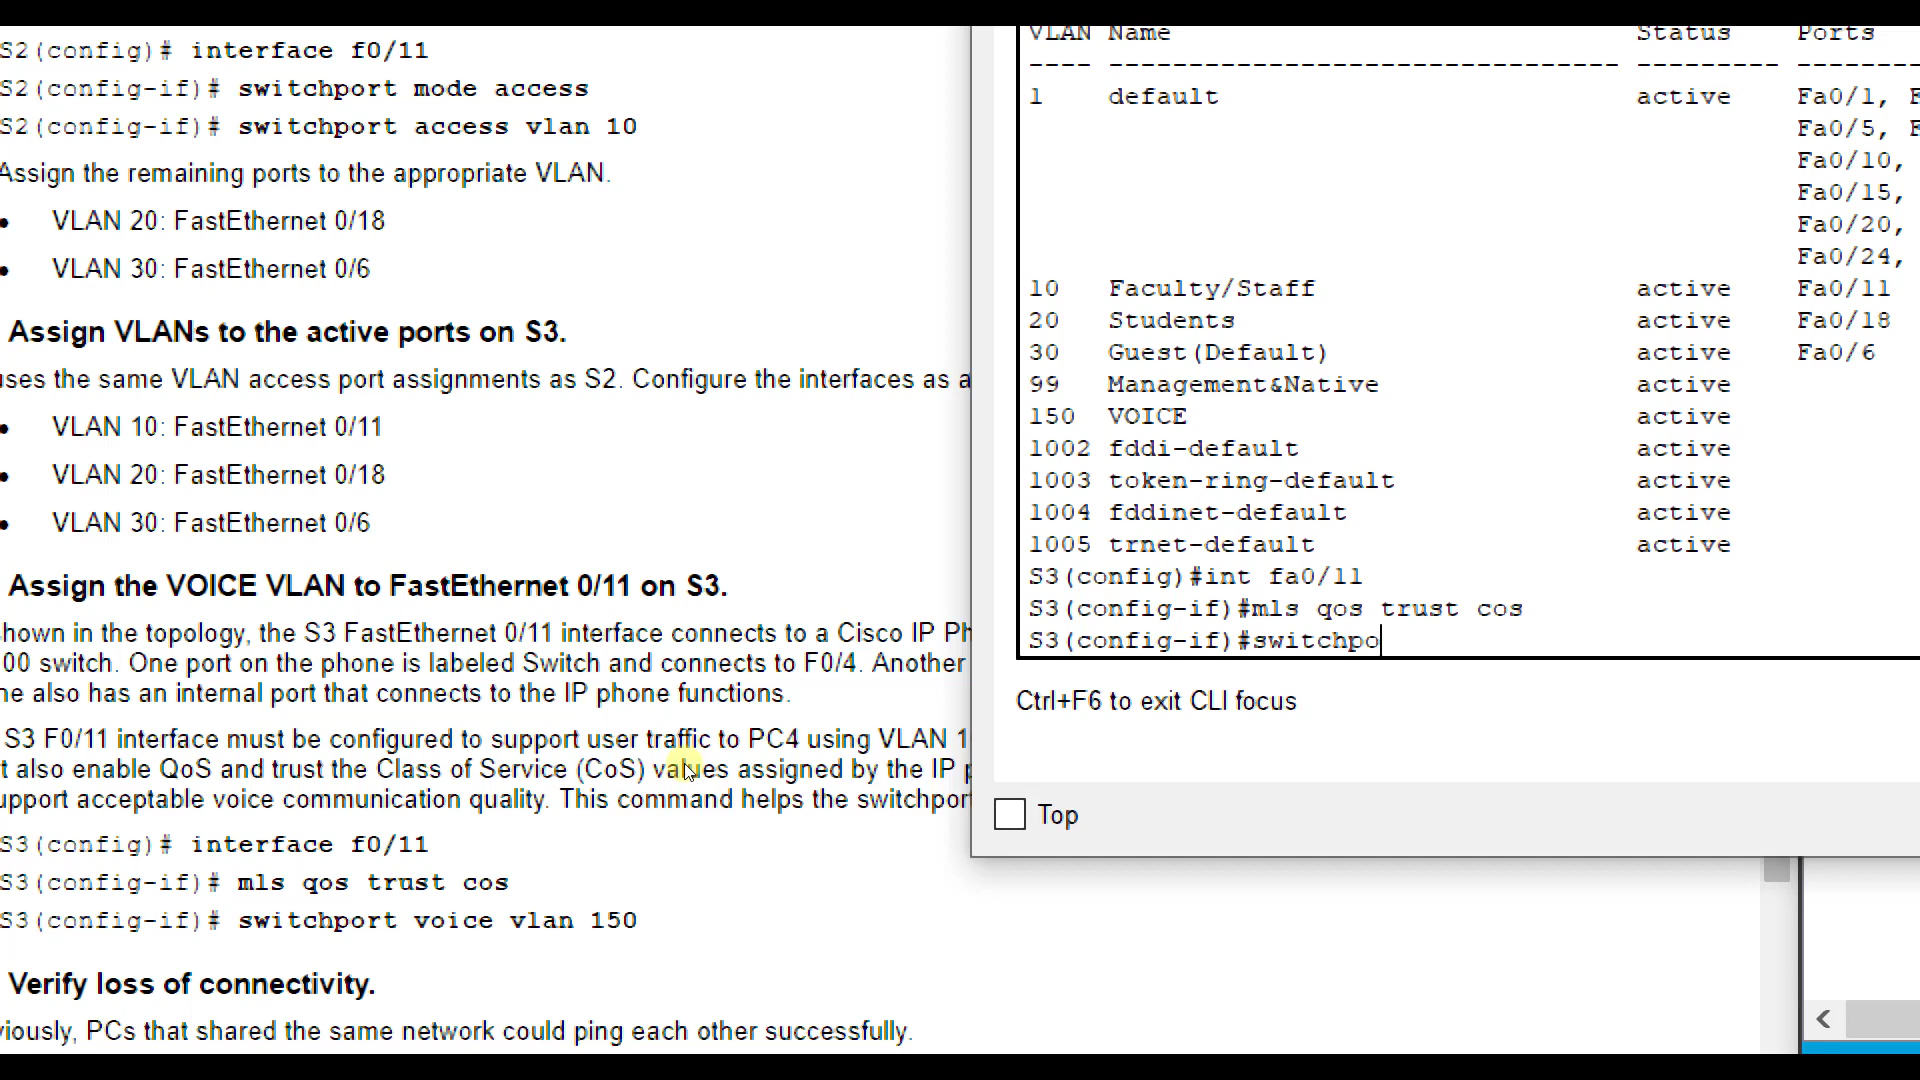 S2(config)# interface f0/11
S2(config-if)# switchport mode access
S2(config-if)# switchport access vlan 10
Assign the remaining ports to the appropriate VLAN.
• VLAN 20: FastEthernet 0/18
• VLAN 30: FastEthernet 0/6
Assign VLANs to the active ports on S3.
uses the same VLAN access port assignments as S2. Configure the interfaces as a
• VLAN 10: FastEthernet 0/11
• VLAN 20: FastEthernet 0/18
• VLAN 30: FastEthernet 0/6
Assign the VOICE VLAN to FastEthernet 0/11 on S3.
hown in the topology, the S3 FastEthernet 0/11 interface connects to a Cisco IP Ph
00 switch. One port on the phone is labeled Switch and connects to F0/4. Another
ne also has an internal port that connects to the IP phone functions.
S3 F0/11 interface must be configured to support user traffic to PC4 using VLAN 1
t also enable QoS and trust the Class of Service (CoS) values assigned by the IP p
upport acceptable voice communication quality. This command helps the switchport
S3(config)# interface f0/11
S3(config-if)# mls qos trust cos
S3(config-if)# switchport voice vlan 150
Verify loss of connectivity.
viously, PCs that shared the same network could ping each other successfully.
VLAN Name Status Ports
---- -------------------------------- --------- --------
1 default active Fa0/1, F
Fa0/5, F
Fa0/10,
Fa0/15,
Fa0/20,
Fa0/24,
10 Faculty/Staff active Fa0/11
20 Students active Fa0/18
30 Guest(Default) active Fa0/6
99 Management&Native active
150 VOICE active
1002 fddi-default active
1003 token-ring-default active
1004 fddinet-default active
1005 trnet-default active
S3(config)#int fa0/11
S3(config-if)#mls qos trust cos
S3(config-if)#switchpo
Ctrl+F6 to exit CLI focus
Top